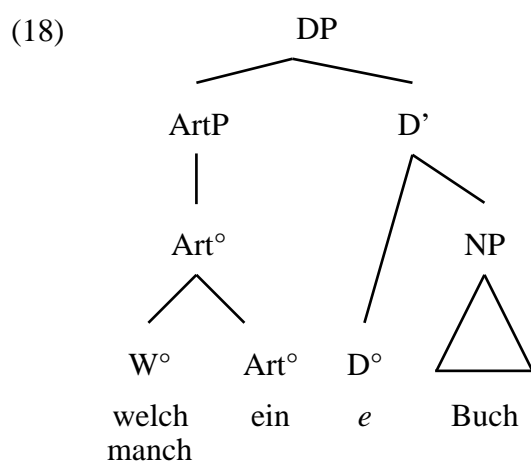 (18) DP
ArtP D’
Art° NP
W° Art° D°
welch ein e Buch
manch